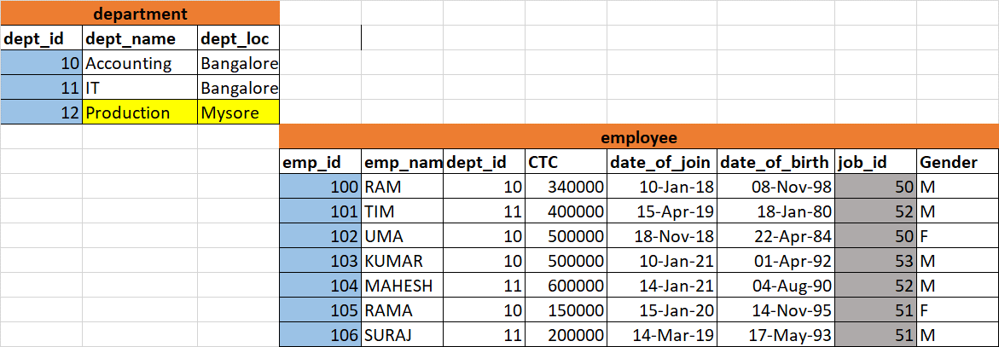 department
dept_id dept_name dept_loc
10 Accounting Bangalore
11 IT Bangalore
12 Production Mysore
employee
emp_id emp_nam dept_id CTC date_of_join date_of_birth job_id Gender
100 RAM 10 340000 10-Jan-18 08-Nov-98 50 M
101 TIM 11 400000 15-Apr-19 18-Jan-80 52 M
102 UMA 10 500000 18-Nov-18 22-Apr-84 50 F
103 KUMAR 10 500000 10-Jan-21 01-Apr-92 53 M
104 MAHESH 11 600000 14-Jan-21 04-Aug-90 52 M
105 RAMA 10 150000 15-Jan-20 14-Nov-95 51 F
106 SURAJ 11 200000 14-Mar-19 17-May-93 51 M